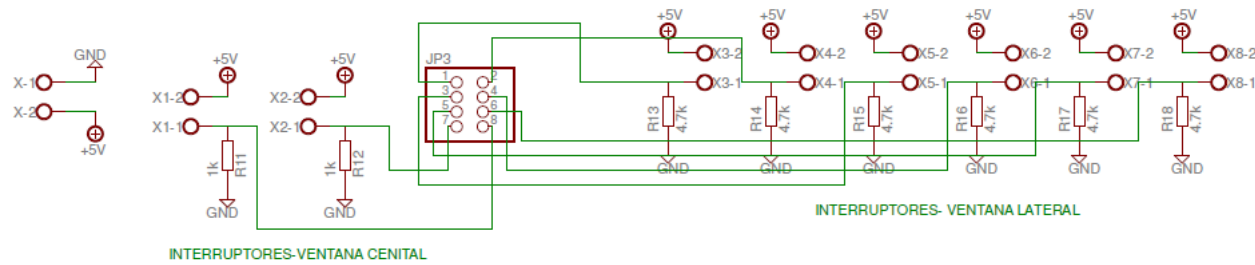 +5V +5V +5V +5V +5V +5V
GND
X-1
X-2
+5V
+5V
X1-2
X1-1
1k
R11
GND
+5V
X2-2
X2-1
1k
R12
GND
JP3
1 2
3 4
5 6
7 8
X3-2 X4-2 X5-2 X6-2 X7-2 X8-2
X3-1 X4-1 X5-1 X6-1 X7-1 X8-1
R13 R14 R15 R16 R17 R18
4.7k 4.7k 4.7k 4.7k 4.7k 4.7k
GND GND GND GND GND GND
INTERRUPTORES- VENTANA LATERAL
INTERRUPTORES-VENTANA CENITAL